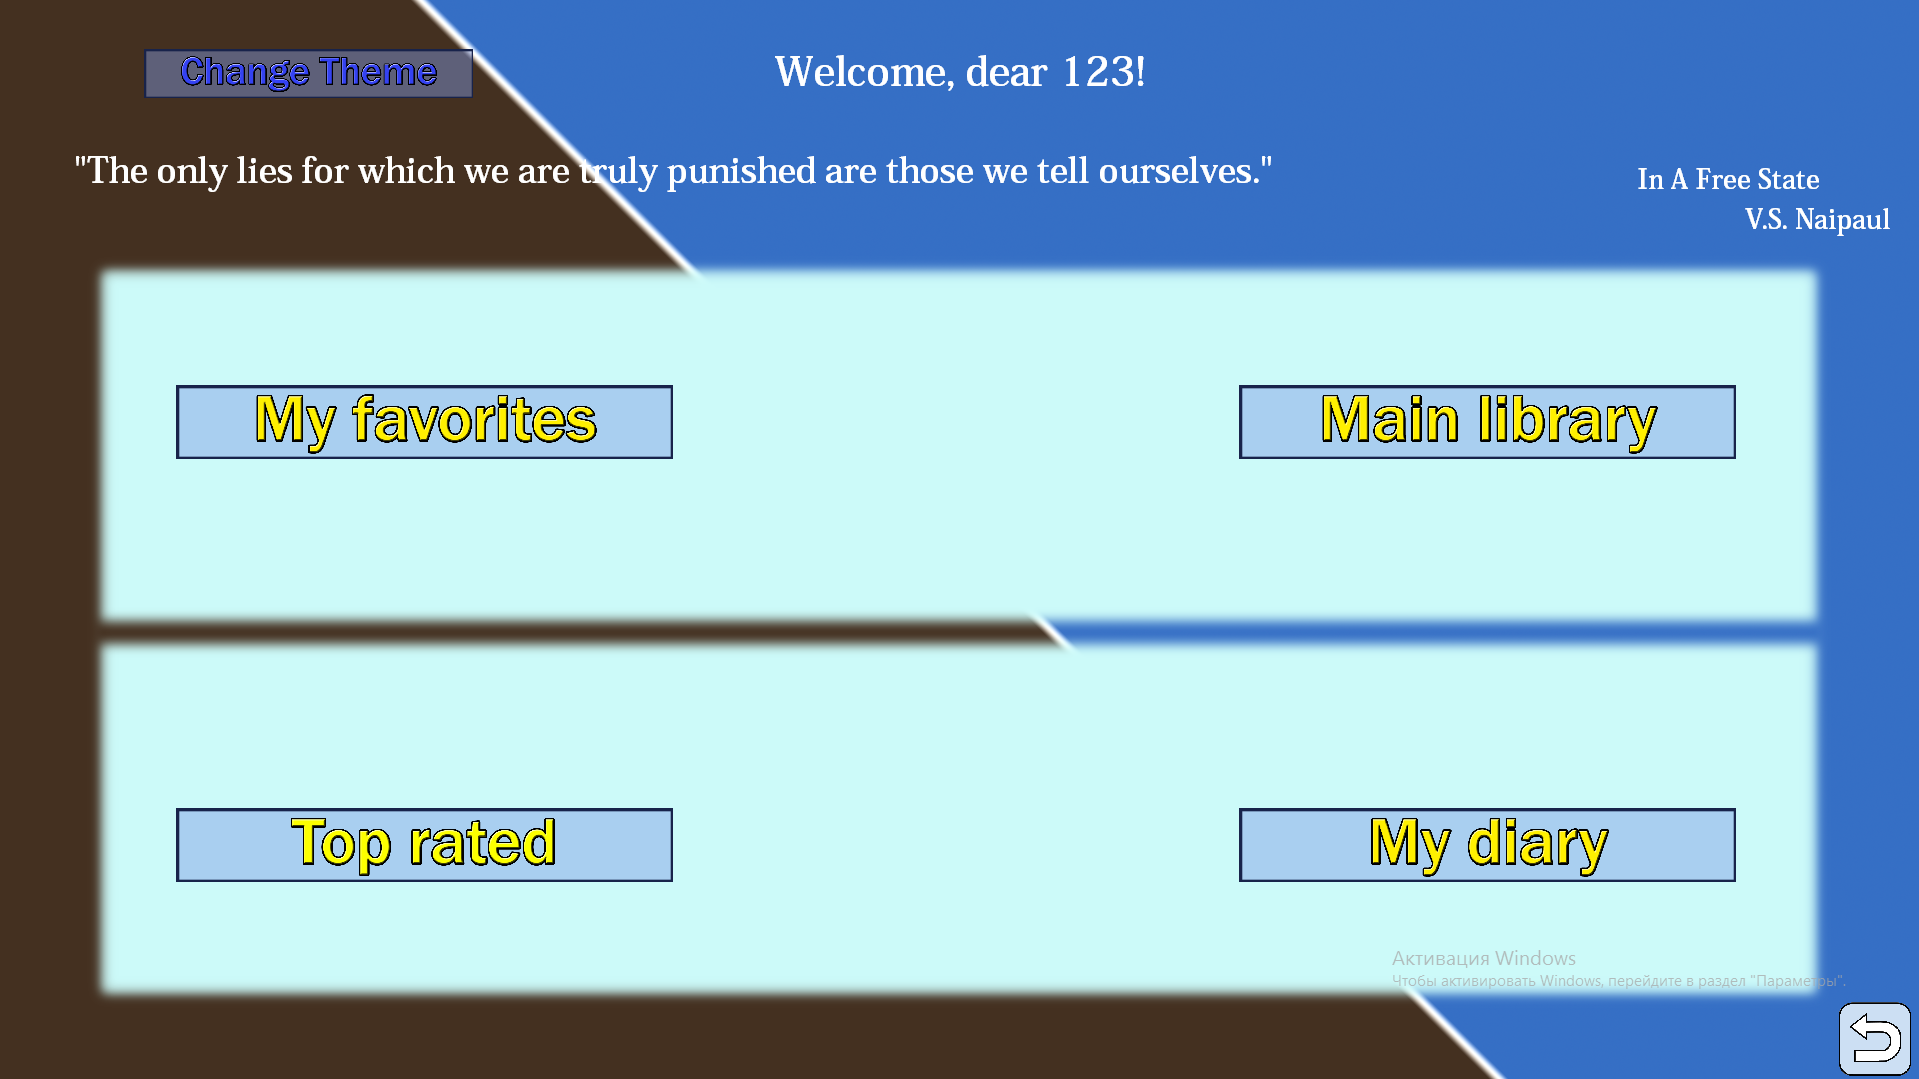 Change Theme
Welcome, dear 123!
"The only lies for which we are truly punished are those we tell ourselves."
In A Free State
V.S. Naipaul
My favorites
Main library
Top rated
My diary
Активация Windows
Чтобы активировать Windows, перейдите в раздел "Параметры".